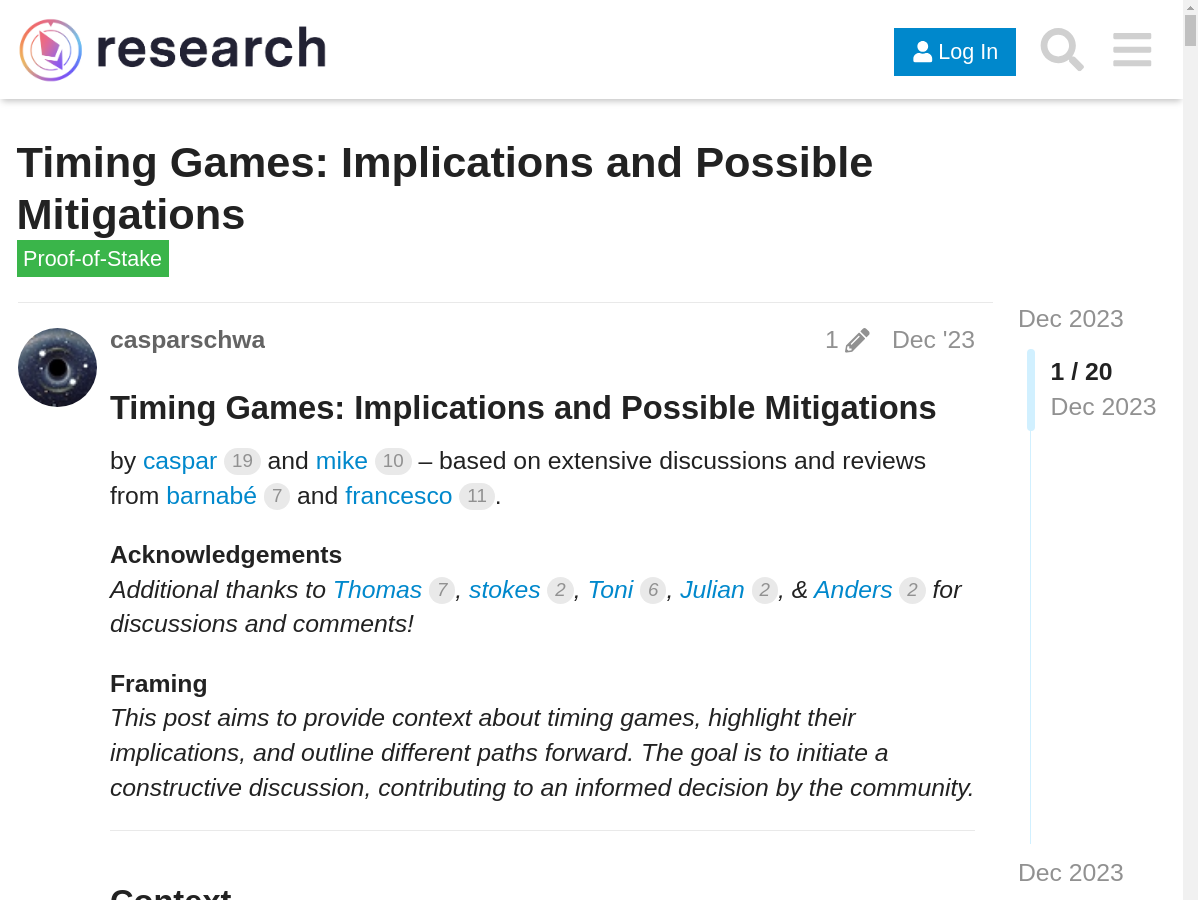 research
Log In
Timing Games: Implications and Possible
Mitigations
Proof-of-Stake
Dec 2023
casparschwa
1
Dec '23
1 / 20
Dec 2023
Timing Games: Implications and Possible Mitigations
by caspar 19 and mike 10 – based on extensive discussions and reviews
from barnabé 7 and francesco 11.
Acknowledgements
Additional thanks to Thomas 7, stokes 2, Toni 6, Julian 2, & Anders 2 for
discussions and comments!
Framing
This post aims to provide context about timing games, highlight their
implications, and outline different paths forward. The goal is to initiate a
constructive discussion, contributing to an informed decision by the community.
Dec 2023
Context